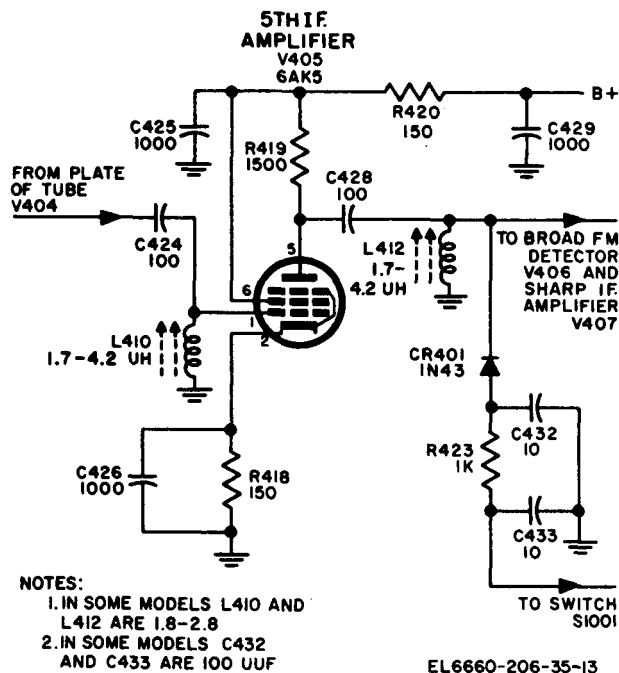 5TH I.F.
AMPLIFIER
V405
6AK5
B+
R420
150
C425
1000
R419
1500
C429
1000
C428
100
FROM PLATE
OF TUBE
V404
C424
100
5
6
1
2
L412
1.7-
4.2 UH
TO BROAD FM
DETECTOR
V406 AND
SHARP I.F.
AMPLIFIER
V407
L410
1.7-4.2 UH
CR401
1N43
C432
10
R423
1K
C426
1000
R418
150
C433
10
TO SWITCH
S1001
NOTES:
1. IN SOME MODELS L410 AND
L412 ARE 1.8-2.8
2. IN SOME MODELS C432
AND C433 ARE 100 UUF
EL6660-206-35-13